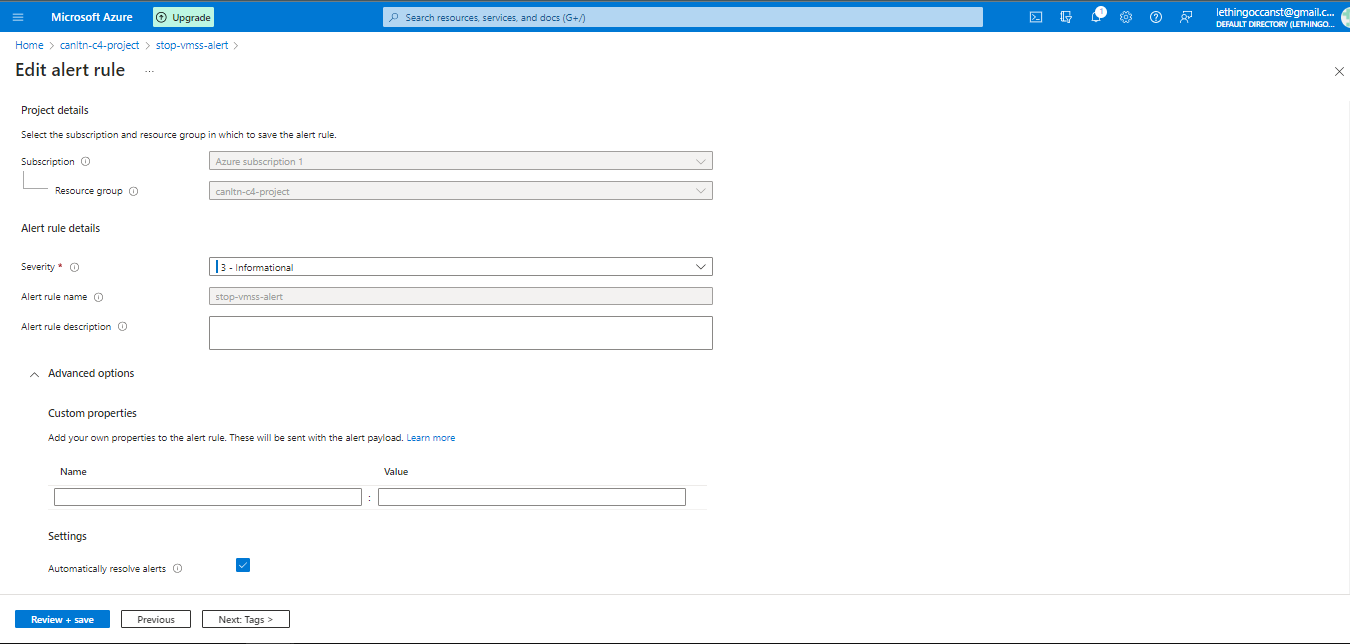 Microsoft Azure
Upgrade
Search resources, services, and docs (G+/)
1
lethingoccanst@gmail.c...
DEFAULT DIRECTORY (LETHINGO...
Home > canltn-c4-project > stop-vmss-alert >
Edit alert rule ...
Project details
Select the subscription and resource group in which to save the alert rule.
Subscription
Azure subscription 1
Resource group
canltn-c4-project
Alert rule details
Severity *
3 - Informational
Alert rule name
stop-vmss-alert
Alert rule description
Advanced options
Custom properties
Add your own properties to the alert rule. These will be sent with the alert payload. Learn more
Name Value
:
Settings
Automatically resolve alerts
Review + save Previous Next: Tags >